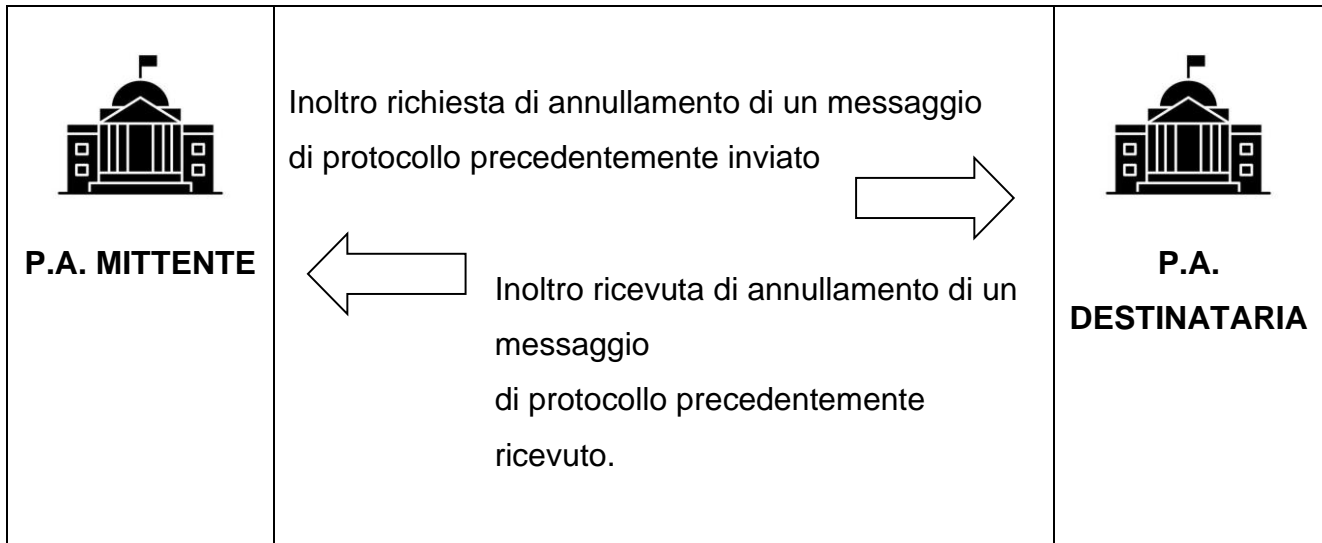 P.A. MITTENTE
Inoltro richiesta di annullamento di un messaggio
di protocollo precedentemente inviato
Inoltro ricevuta di annullamento di un
messaggio
di protocollo precedentemente
ricevuto.
P.A.
DESTINATARIA